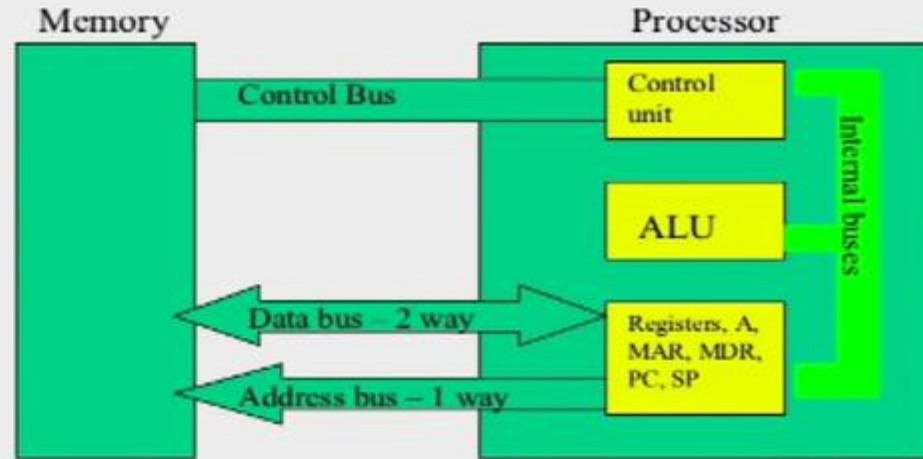 Memory
Processor
Control Bus
Control
unit
Internal buses
ALU
Data bus – 2 way
Registers, A,
MAR, MDR,
PC, SP
Address bus – 1 way